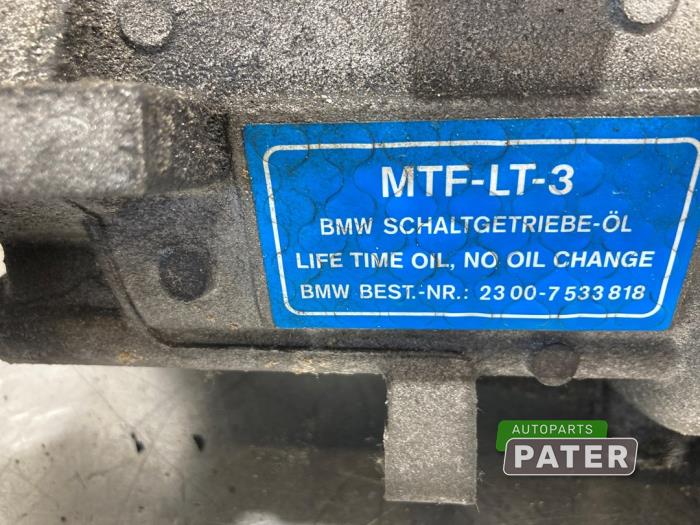 MTF-LT-3
BMW SCHALTGETRIEBE-ÖL
LIFE TIME OIL, NO OIL CHANGE
BMW BEST.-NR.: 23 00-7 533 818
AUTOPARTS
PATER